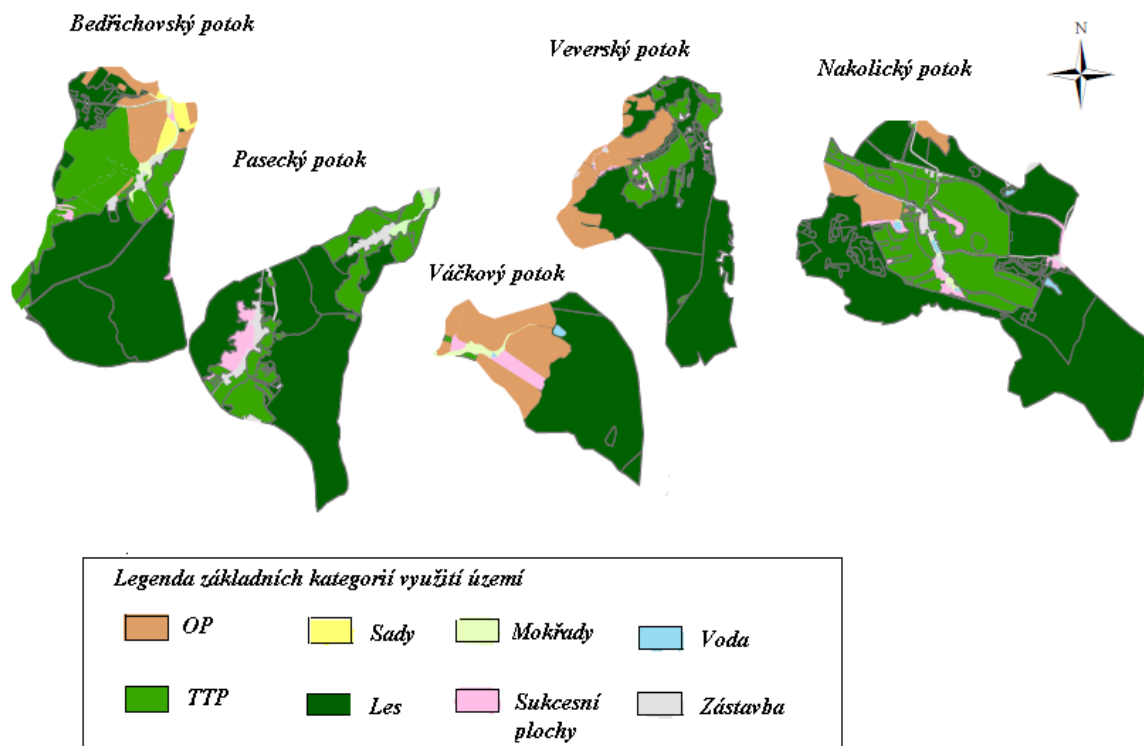 Bedřichovský potok
Veverský potok
N
Nakolický potok
Pasecký potok
Váčkový potok
Legenda základních kategorií využití území
OP
Sady
Mokřady
Voda
TTP
Les
Sukcesní
plochy
Zástavba